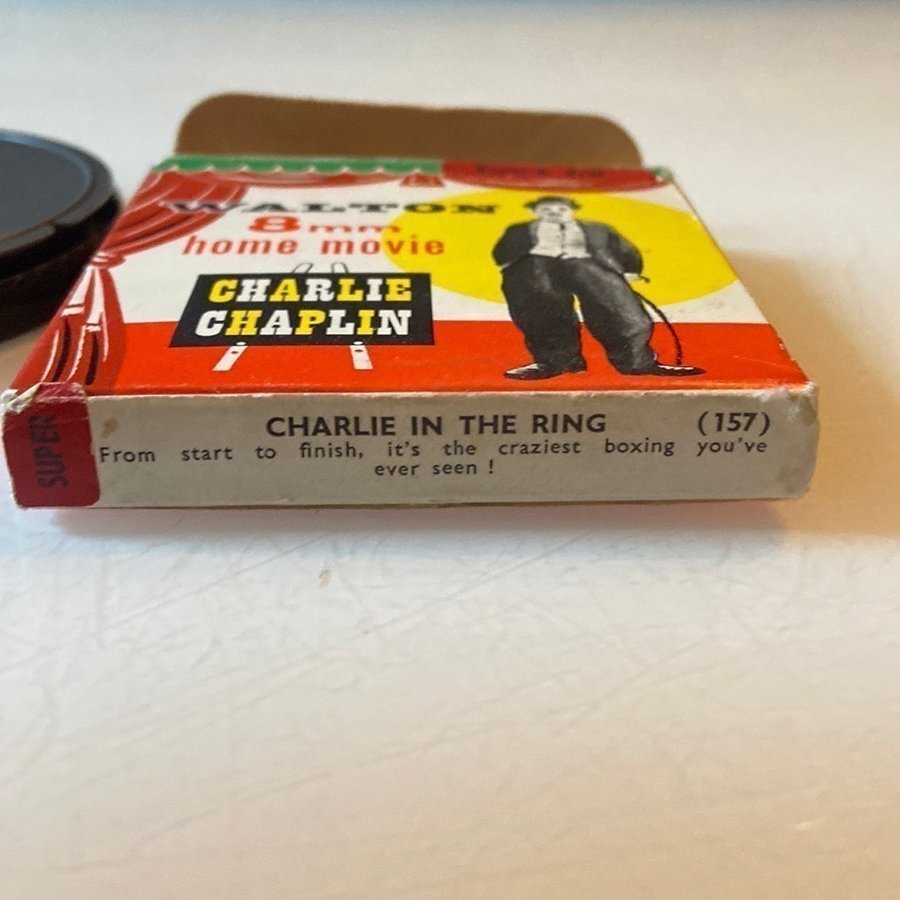 WALTON
8mm
home movie
CHARLIE
CHAPLIN
SUPER
CHARLIE IN THE RING (157)
From start to finish, it's the craziest boxing you've
ever seen !